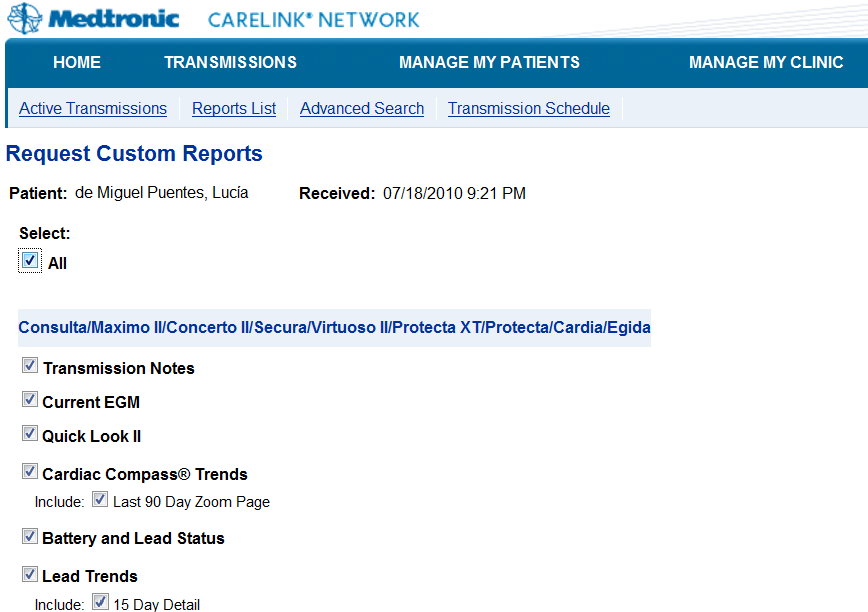 Medtronic CARELINK® NETWORK
HOME TRANSMISSIONS MANAGE MY PATIENTS MANAGE MY CLINIC
Active Transmissions Reports List Advanced Search Transmission Schedule
Request Custom Reports
Patient: de Miguel Puentes, Lucía Received: 07/18/2010 9:21 PM
Select:
All
Consulta/Maximo II/Concerto II/Secura/Virtuoso II/Protecta XT/Protecta/Cardia/Egida
Transmission Notes
Current EGM
Quick Look II
Cardiac Compass® Trends
Include: Last 90 Day Zoom Page
Battery and Lead Status
Lead Trends
Include: 15 Day Detail